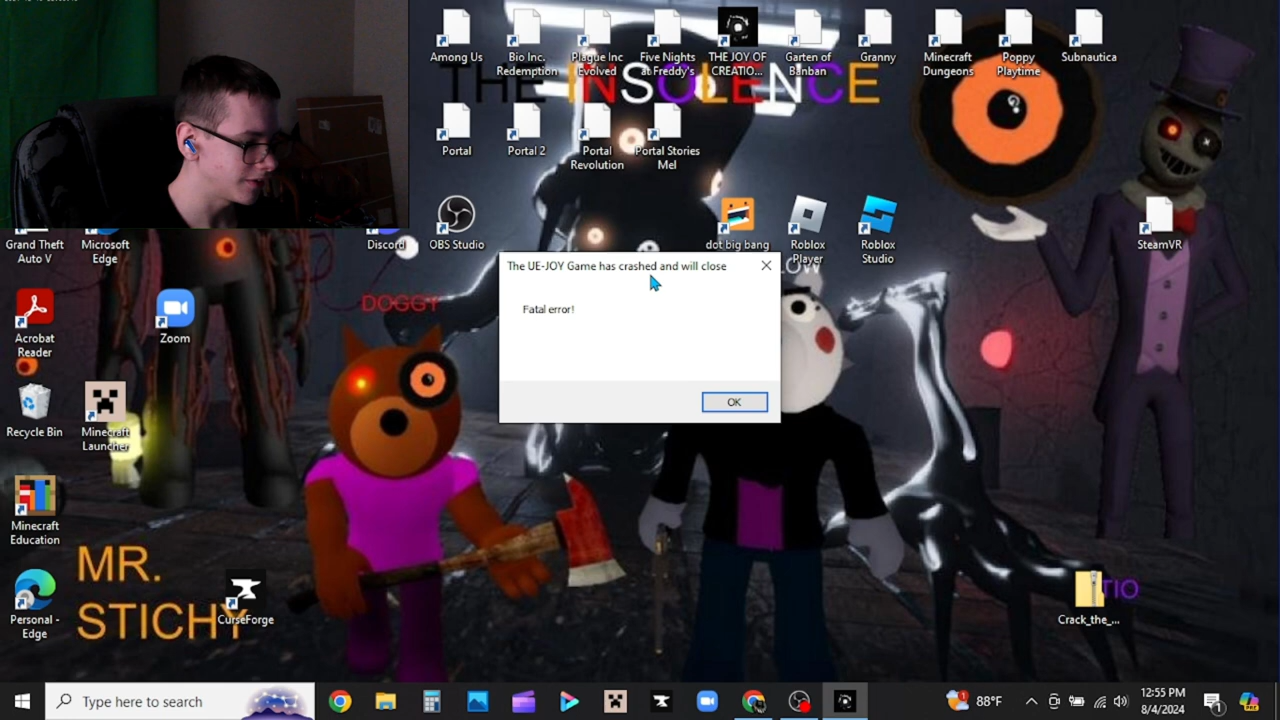 Among Us
Bio Inc.
Redemption
Plague Inc
Evolved
Five Nights
at Freddy's
THE JOY OF
CREATIO...
Garten of
Banban
Granny
Minecraft
Dungeons
Poppy
Playtime
Subnautica
THE INSOLENCE
Portal
Portal 2
Portal
Revolution
Portal Stories
Mel
Grand Theft
Auto V
Microsoft
Edge
Discord
OBS Studio
dot big bang
Roblox
Player
Roblox
Studio
SteamVR
The UE-JOY Game has crashed and will close
Fatal error!
OK
DOGGY
Acrobat
Reader
Zoom
Recycle Bin
Minecraft
Launcher
Minecraft
Education
MR.
STICHY
Personal -
Edge
CurseForge
Crack_the_...
Type here to search
88°F
12:55 PM
8/4/2024